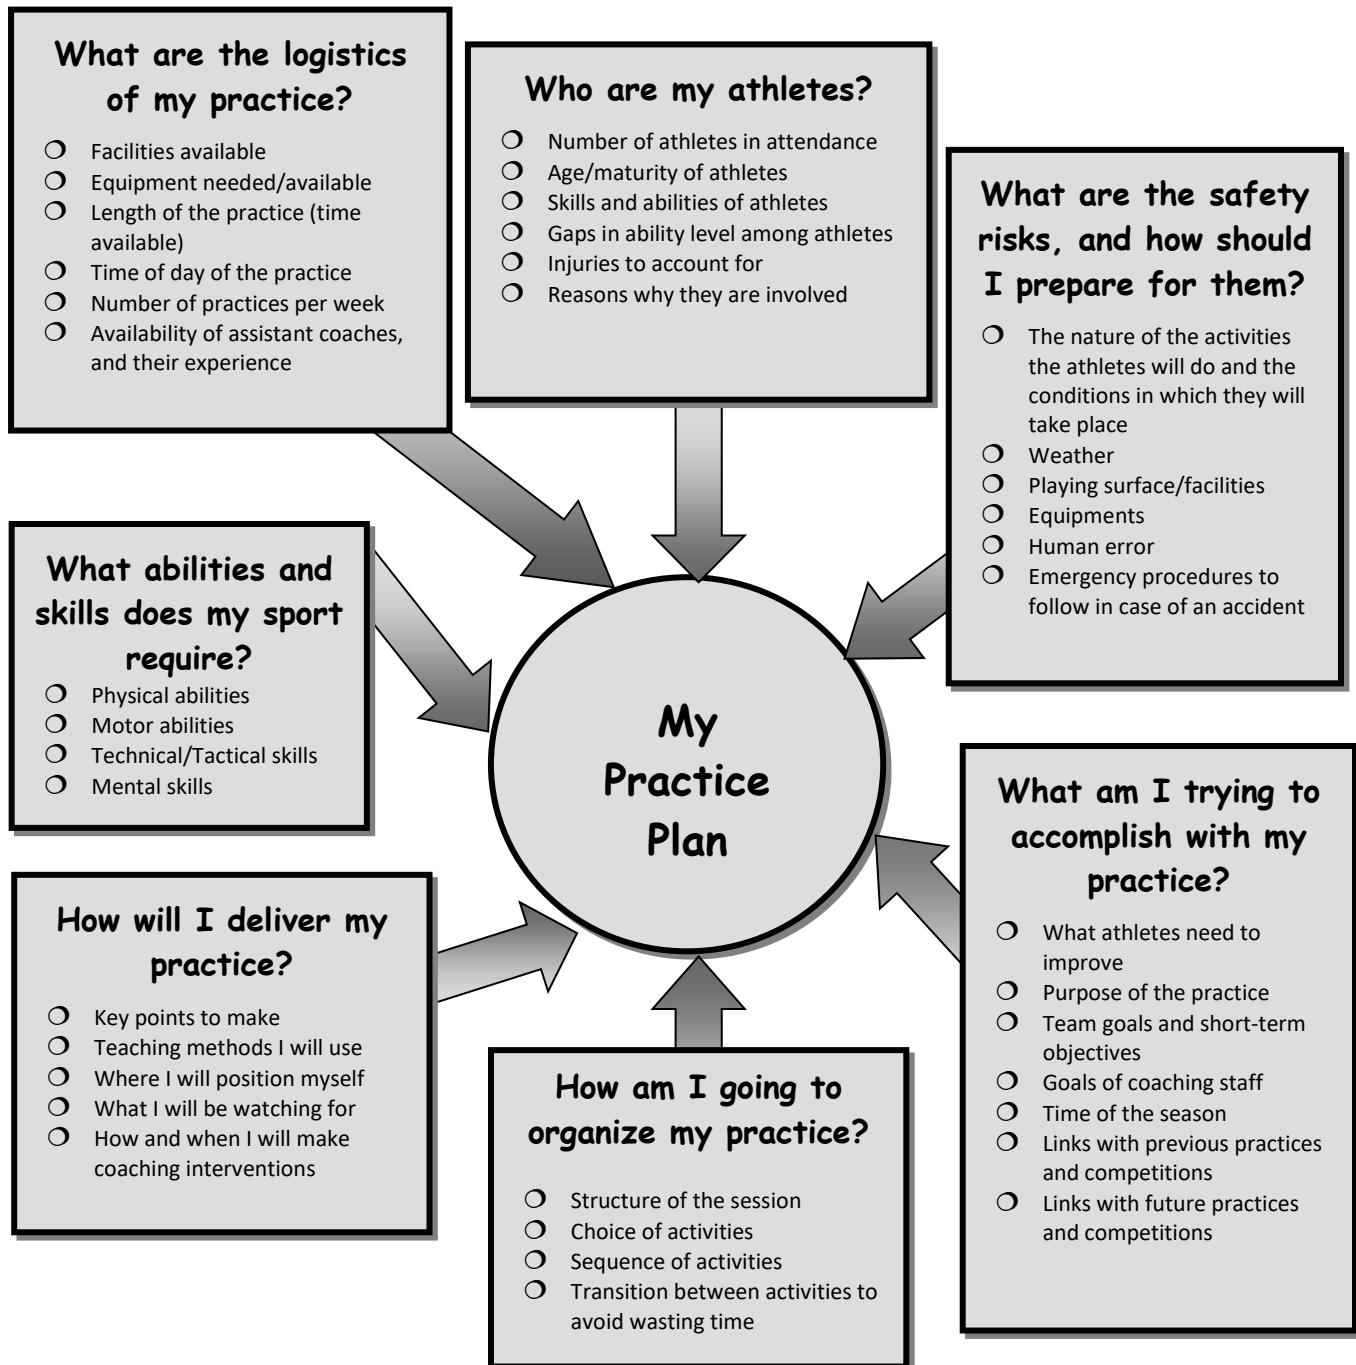 What are the logistics
of my practice?
Facilities available
Equipment needed/available
Length of the practice (time
available)
Time of day of the practice
Number of practices per week
Availability of assistant coaches,
and their experience
Who are my athletes?
Number of athletes in attendance
Age/maturity of athletes
Skills and abilities of athletes
Gaps in ability level among athletes
Injuries to account for
Reasons why they are involved
What are the safety
risks, and how should
I prepare for them?
The nature of the activities
the athletes will do and the
conditions in which they will
take place
Weather
Playing surface/facilities
Equipments
Human error
Emergency procedures to
follow in case of an accident
What abilities and
skills does my sport
require?
Physical abilities
Motor abilities
Technical/Tactical skills
Mental skills
My
Practice
Plan
What am I trying to
accomplish with my
practice?
What athletes need to
improve
Purpose of the practice
Team goals and short-term
objectives
Goals of coaching staff
Time of the season
Links with previous practices
and competitions
Links with future practices
and competitions
How will I deliver my
practice?
Key points to make
Teaching methods I will use
Where I will position myself
What I will be watching for
How and when I will make
coaching interventions
How am I going to
organize my practice?
Structure of the session
Choice of activities
Sequence of activities
Transition between activities to
avoid wasting time